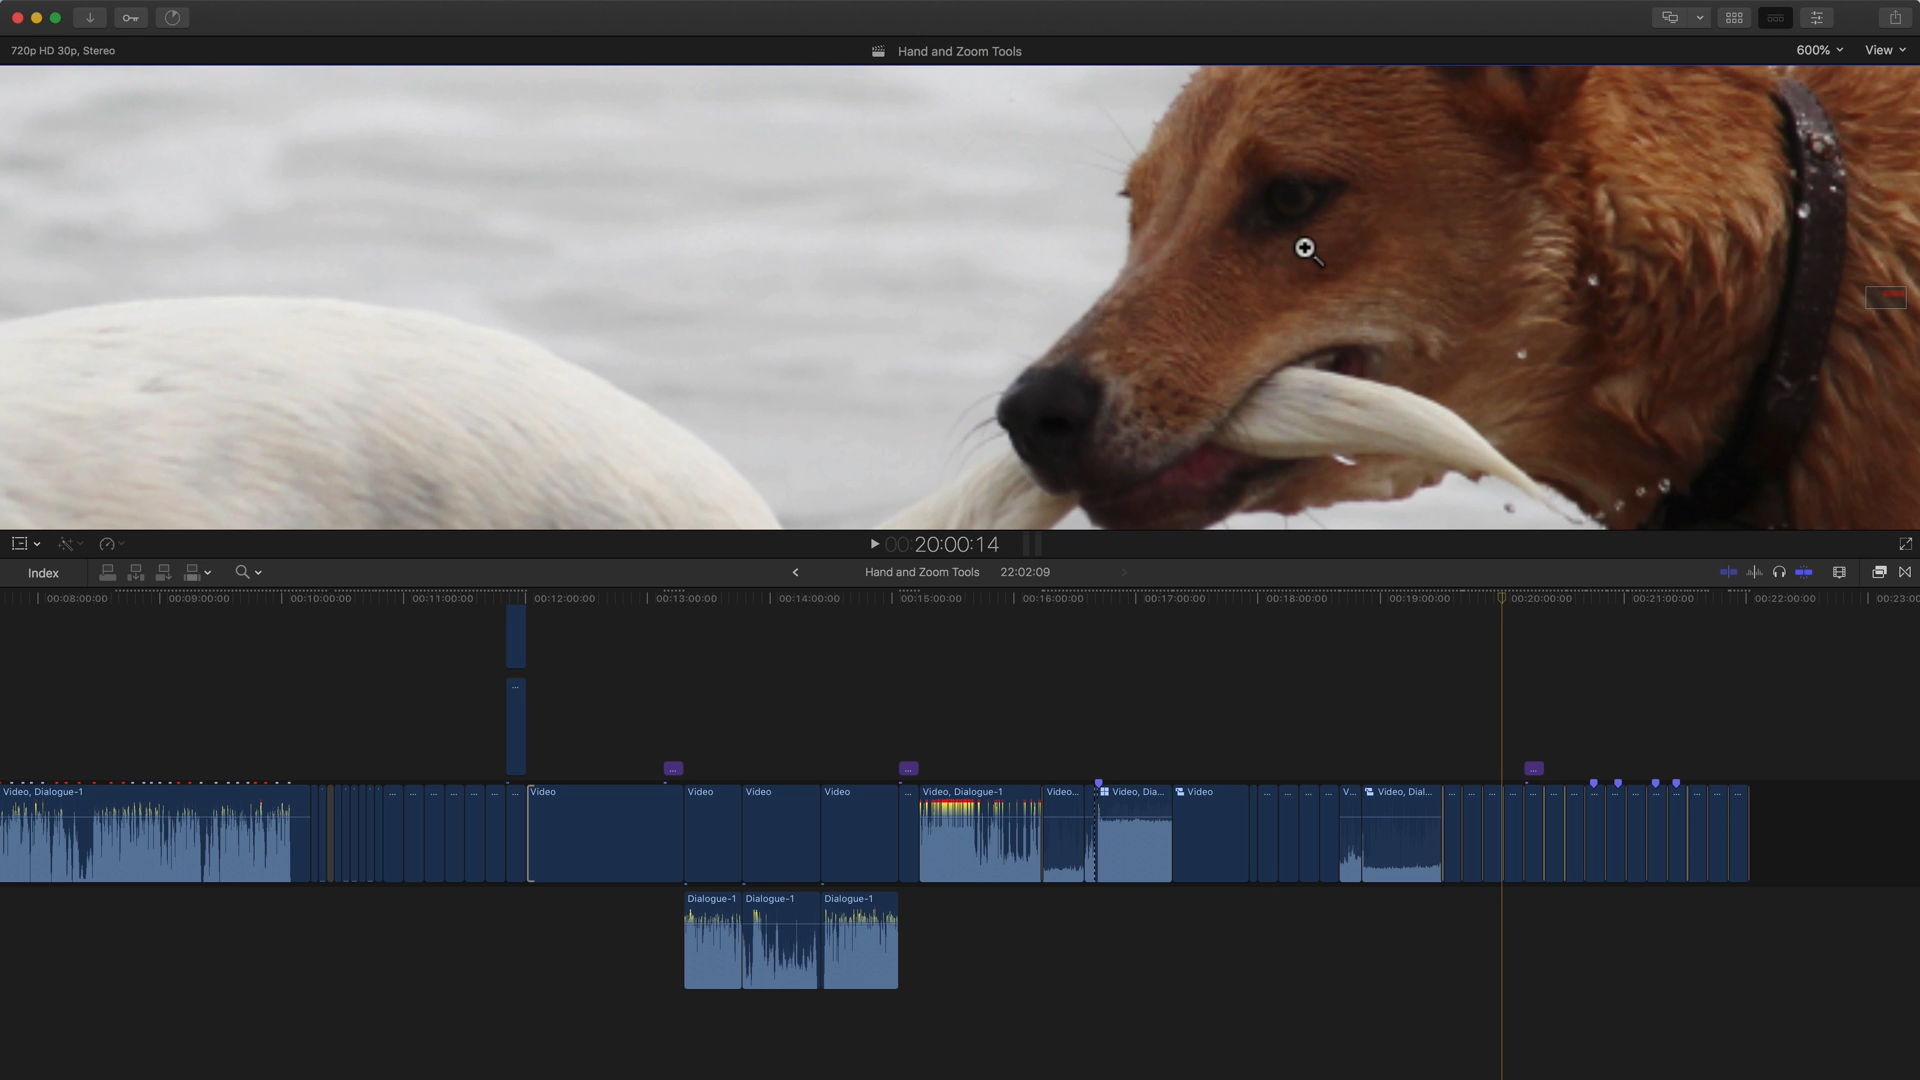 720p HD 30p, Stereo
Hand and Zoom Tools
600%
View
00:20:00:14
Index
Hand and Zoom Tools
22:02:09
00:08:00:00
00:09:00:00
00:10:00:00
00:11:00:00
00:12:00:00
00:13:00:00
00:14:00:00
00:15:00:00
00:16:00:00
00:17:00:00
00:18:00:00
00:19:00:00
00:20:00:00
00:21:00:00
00:22:00:00
00:23:0
Video, Dialogue-1
Video
Video
Video
Video
Video, Dialogue-1
Video...
Video, Dia...
Video
V...
Video, Dial...
Dialogue-1
Dialogue-1
Dialogue-1